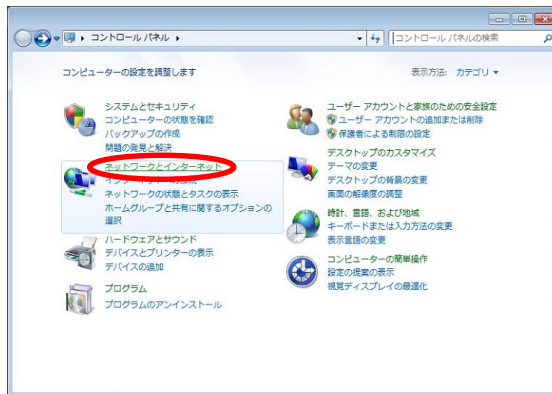 コントロール パネル
コントロール パネルの検索
コンピューターの設定を調整します
表示方法: カテゴリ
システムとセキュリティ
コンピューターの状態を確認
バックアップの作成
問題の発見と解決
ネットワークとインターネット
ネットワークの状態とタスクの表示
ホームグループと共有に関するオプションの
選択
ハードウェアとサウンド
デバイスとプリンターの表示
デバイスの追加
プログラム
プログラムのアンインストール
ユーザー アカウントと家族のための安全設定
ユーザー アカウントの追加または削除
保護者による制限の設定
デスクトップのカスタマイズ
テーマの変更
デスクトップの背景の変更
画面の解像度の調整
時計、言語、および地域
キーボードまたは入力方法の変更
表示言語の変更
コンピューターの簡単操作
設定の提案の表示
視覚ディスプレイの最適化